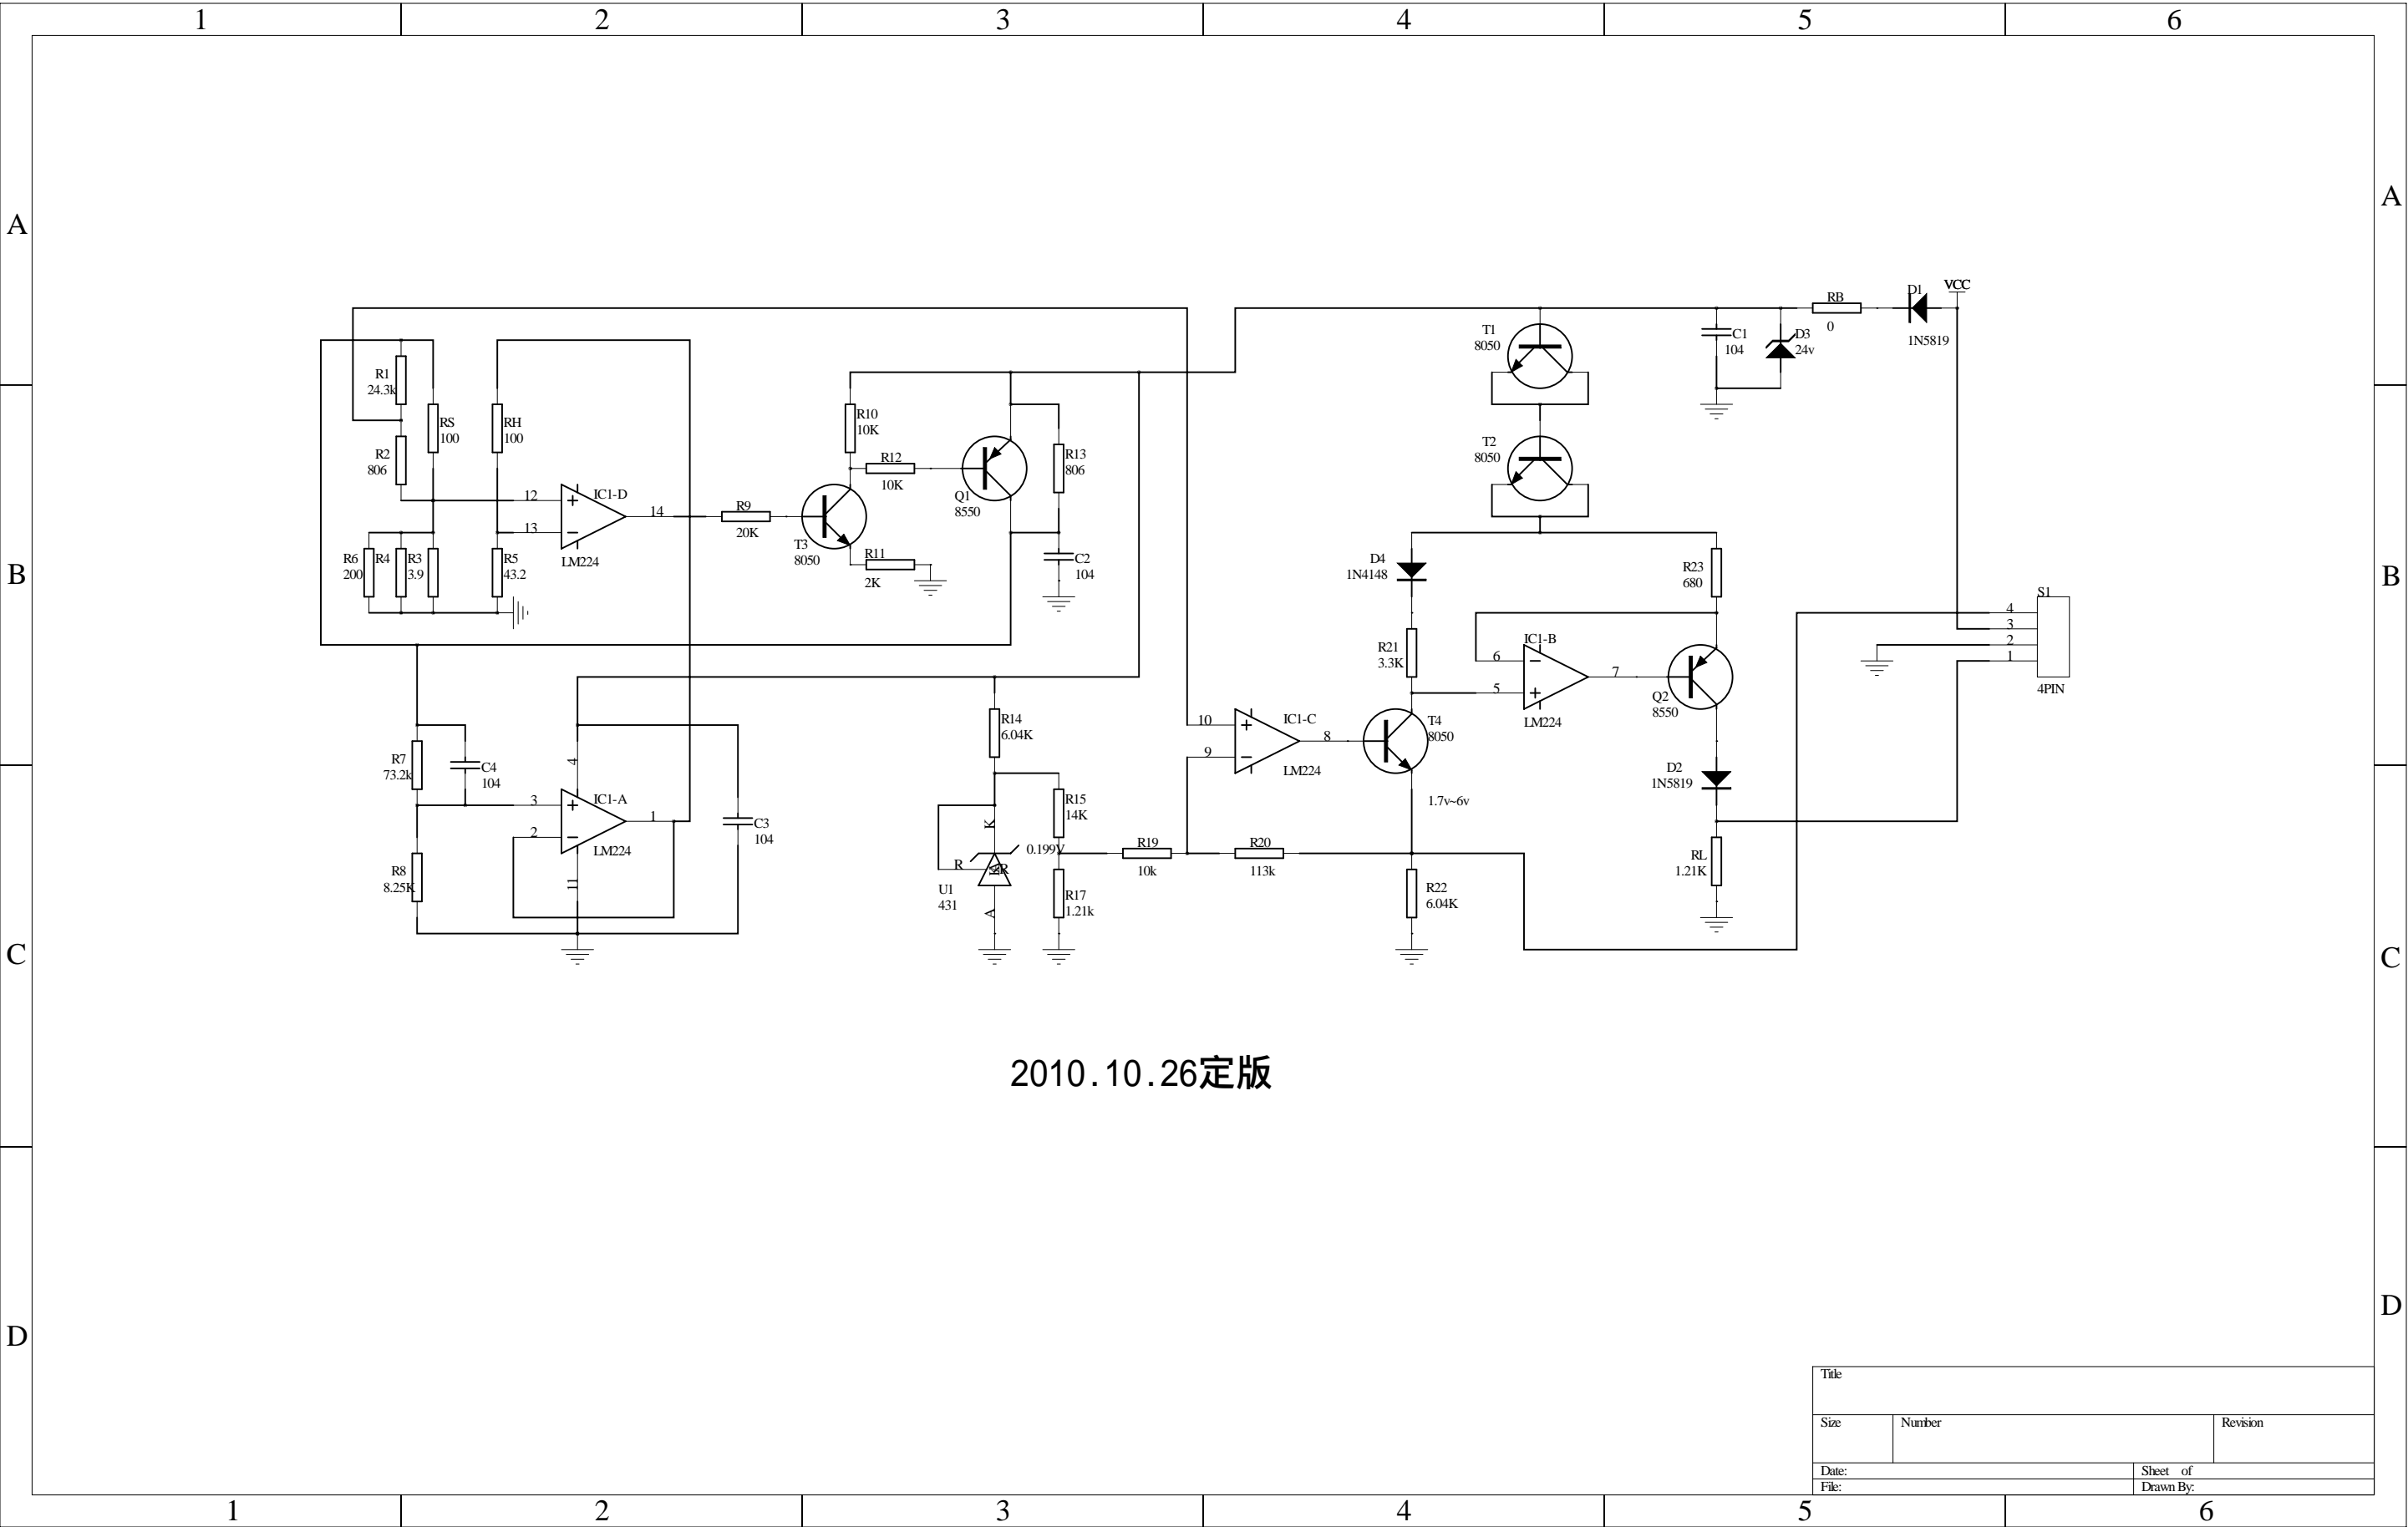 1 2 3 4 5 6
A A
VCC
D1
1N5819
RB
0
T1
8050
C1
104
D3
24v
R1
24.3k
RS
100
RH
100
R2
806
R10
10K
R12
10K
R13
806
T2
8050
Q1
8550
12
13
14
IC1-D
LM224
R9
20K
T3
8050
R11
2K
C2
104
B B
R6
200
R4
R3
3.9
R5
43.2
D4
1N4148
R23
680
S1
4
3
2
1
4PIN
R21
3.3K
IC1-B
6
5
7
LM224
Q2
8550
R14
6.04K
10
9
8
IC1-C
LM224
T4
8050
R7
73.2k
C4
104
4
3
2
1
11
IC1-A
LM224
C3
104
R8
8.25K
R15
14K
K
R
A
0.199V
U1
431
R17
1.21k
R19
10k
R20
113k
1.7v~6v
R22
6.04K
D2
1N5819
RL
1.21K
C C
2010.10.26定版
D D
Title
Size Number Revision
Date: Sheet of
File: Drawn By:
1 2 3 4 5 6